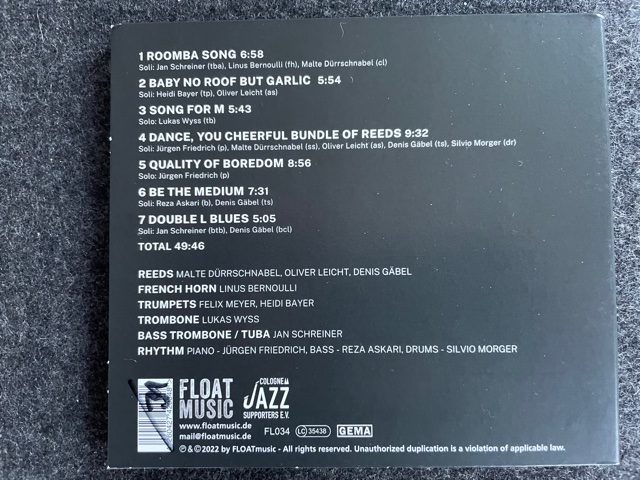 1 ROOMBA SONG 6:58
Soli: Jan Schreiner (tba), Linus Bernoulli (fh), Malte Dürrschnabel (cl)
2 BABY NO ROOF BUT GARLIC 5:54
Soli: Heidi Bayer (tp), Oliver Leicht (as)
3 SONG FOR M 5:43
Solo: Lukas Wyss (tb)
4 DANCE, YOU CHEERFUL BUNDLE OF REEDS 9:32
Soli: Jürgen Friedrich (p), Malte Dürrschnabel (ss), Oliver Leicht (as), Denis Gäbel (ts), Silvio Morger (dr)
5 QUALITY OF BOREDOM 8:56
Solo: Jürgen Friedrich (p)
6 BE THE MEDIUM 7:31
Soli: Reza Askari (b), Denis Gäbel (ts)
7 DOUBLE L BLUES 5:05
Soli: Jan Schreiner (btb), Denis Gäbel (bcl)
TOTAL 49:46
REEDS MALTE DÜRRSCHNABEL, OLIVER LEICHT, DENIS GÄBEL
FRENCH HORN LINUS BERNOULLI
TRUMPETS FELIX MEYER, HEIDI BAYER
TROMBONE LUKAS WYSS
BASS TROMBONE / TUBA JAN SCHREINER
RHYTHM PIANO - JÜRGEN FRIEDRICH, BASS - REZA ASKARI, DRUMS - SILVIO MORGER
FLOAT
MUSIC
www.floatmusic.de
mail@floatmusic.de
COLOGNE
JAZZ
SUPPORTERS E.V.
FL034 LC 35438 GEMA
℗ & ©2022 by FLOATmusic - All rights reserved. Unauthorized duplication is a violation of applicable law.